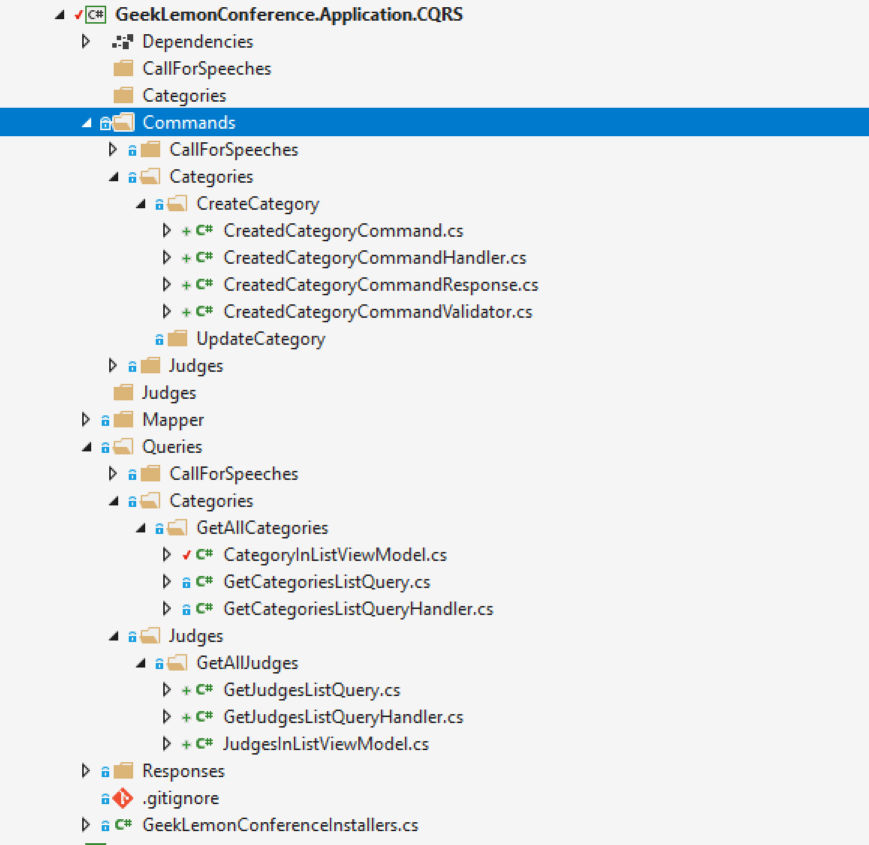 C# GeekLemonConference.Application.CQRS
Dependencies
CallForSpeeches
Categories
Commands
CallForSpeeches
Categories
CreateCategory
C# CreatedCategoryCommand.cs
C# CreatedCategoryCommandHandler.cs
C# CreatedCategoryCommandResponse.cs
C# CreatedCategoryCommandValidator.cs
UpdateCategory
Judges
Judges
Mapper
Queries
CallForSpeeches
Categories
GetAllCategories
C# CategoryInListViewModel.cs
C# GetCategoriesListQuery.cs
C# GetCategoriesListQueryHandler.cs
Judges
GetAllJudges
C# GetJudgesListQuery.cs
C# GetJudgesListQueryHandler.cs
C# JudgesInListViewModel.cs
Responses
.gitignore
C# GeekLemonConferenceInstallers.cs